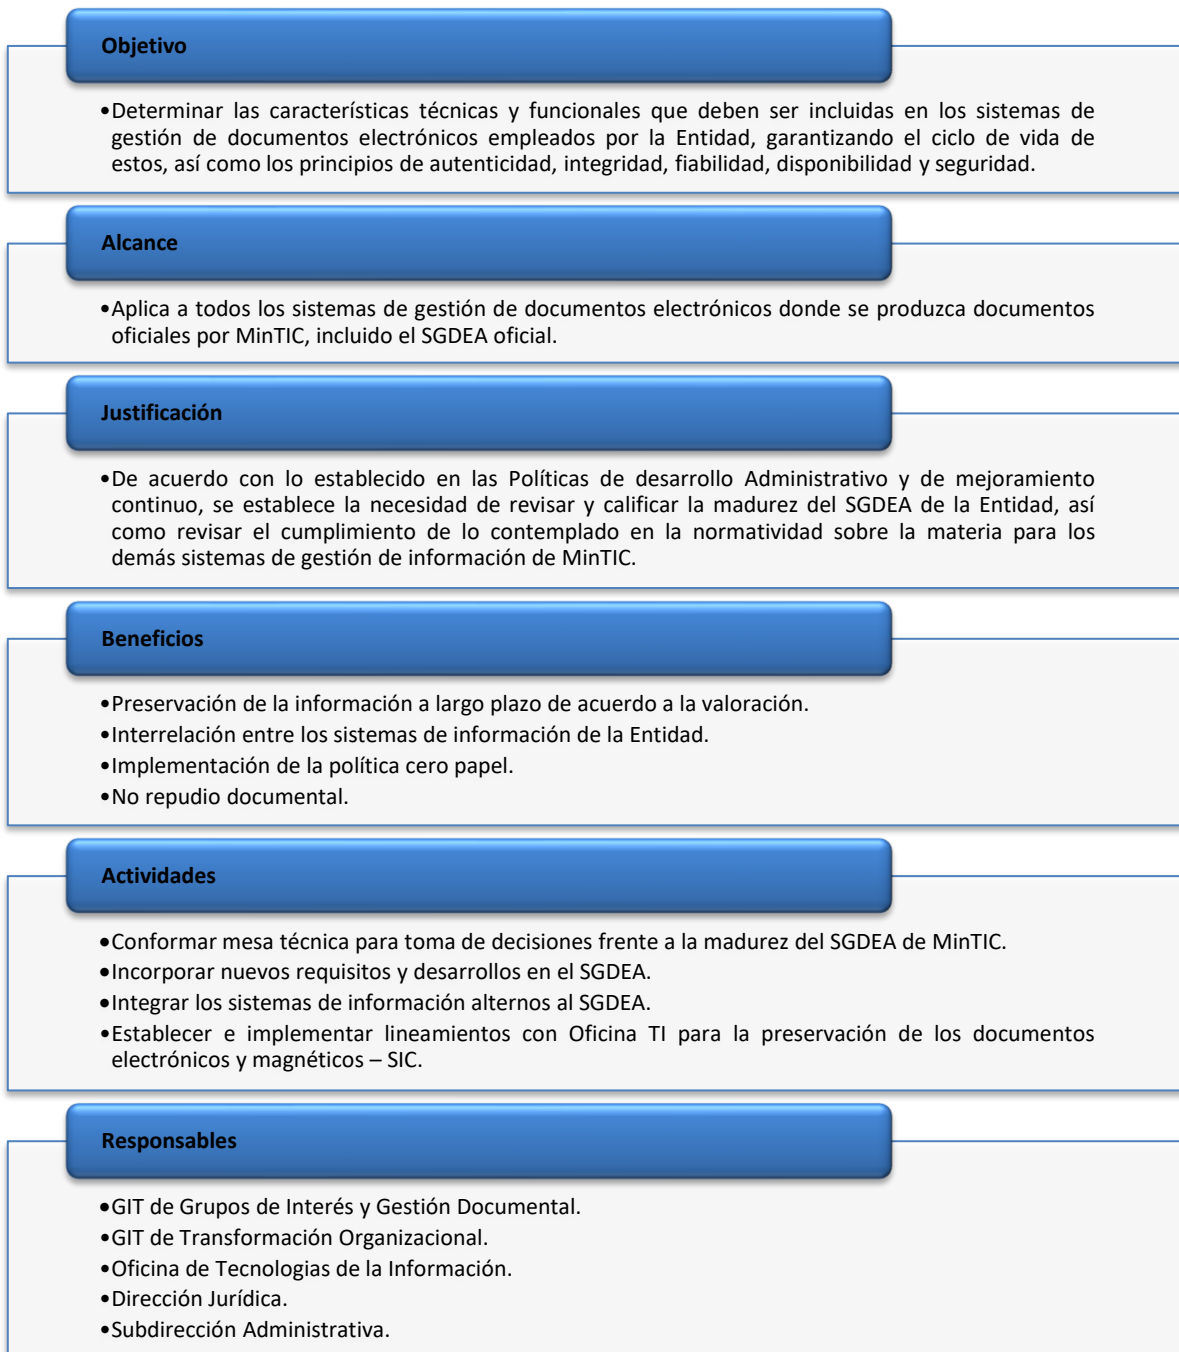 Objetivo
•Determinar las características técnicas y funcionales que deben ser incluidas en los sistemas de
gestión de documentos electrónicos empleados por la Entidad, garantizando el ciclo de vida de
estos, así como los principios de autenticidad, integridad, fiabilidad, disponibilidad y seguridad.
Alcance
•Aplica a todos los sistemas de gestión de documentos electrónicos donde se produzca documentos
oficiales por MinTIC, incluido el SGDEA oficial.
Justificación
•De acuerdo con lo establecido en las Políticas de desarrollo Administrativo y de mejoramiento
continuo, se establece la necesidad de revisar y calificar la madurez del SGDEA de la Entidad, así
como revisar el cumplimiento de lo contemplado en la normatividad sobre la materia para los
demás sistemas de gestión de información de MinTIC.
Beneficios
•Preservación de la información a largo plazo de acuerdo a la valoración.
•Interrelación entre los sistemas de información de la Entidad.
•Implementación de la política cero papel.
•No repudio documental.
Actividades
•Conformar mesa técnica para toma de decisiones frente a la madurez del SGDEA de MinTIC.
•Incorporar nuevos requisitos y desarrollos en el SGDEA.
•Integrar los sistemas de información alternos al SGDEA.
•Establecer e implementar lineamientos con Oficina TI para la preservación de los documentos
electrónicos y magnéticos – SIC.
Responsables
•GIT de Grupos de Interés y Gestión Documental.
•GIT de Transformación Organizacional.
•Oficina de Tecnologias de la Información.
•Dirección Jurídica.
•Subdirección Administrativa.